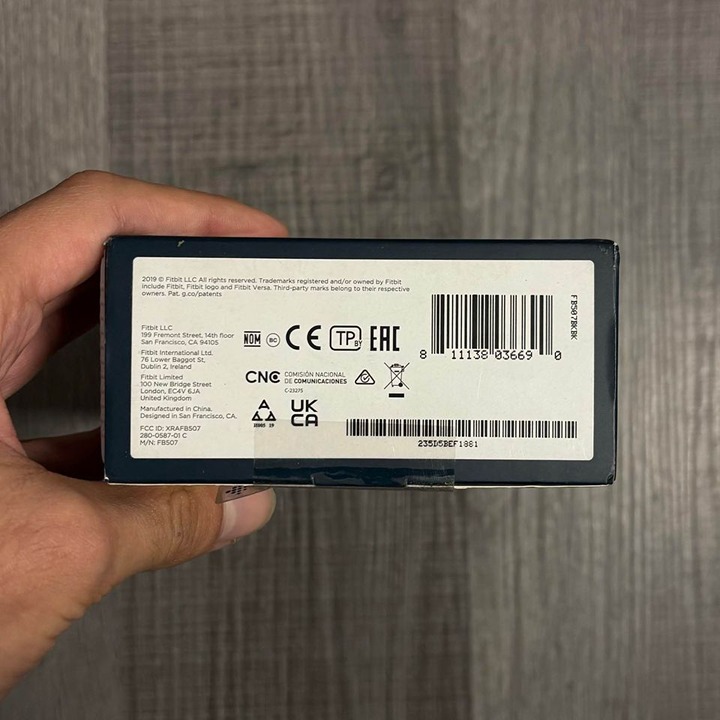 2019 © Fitbit LLC All rights reserved. Trademarks registered and/or owned by Fitbit
include Fitbit, Fitbit logo and Fitbit Versa. Third-party marks belong to their respective
owners. Pat. g.co/patents
Fitbit LLC
199 Fremont Street, 14th floor
San Francisco, CA 94105
Fitbit International Ltd.
76 Lower Baggot St,
Dublin 2, Ireland
Fitbit Limited
100 New Bridge Street
London, EC4V 6JA
United Kingdom
Manufactured in China.
Designed in San Francisco, CA.
FCC ID: XRAFB507
280-0587-01 C
M/N: FB507
NOM BC CE TP BY EAC
CNC COMISIÓN NACIONAL
DE COMUNICACIONES
C-23275
UK
CA
8 11138 03669 0
FB507BKBK
235D5BEF1881